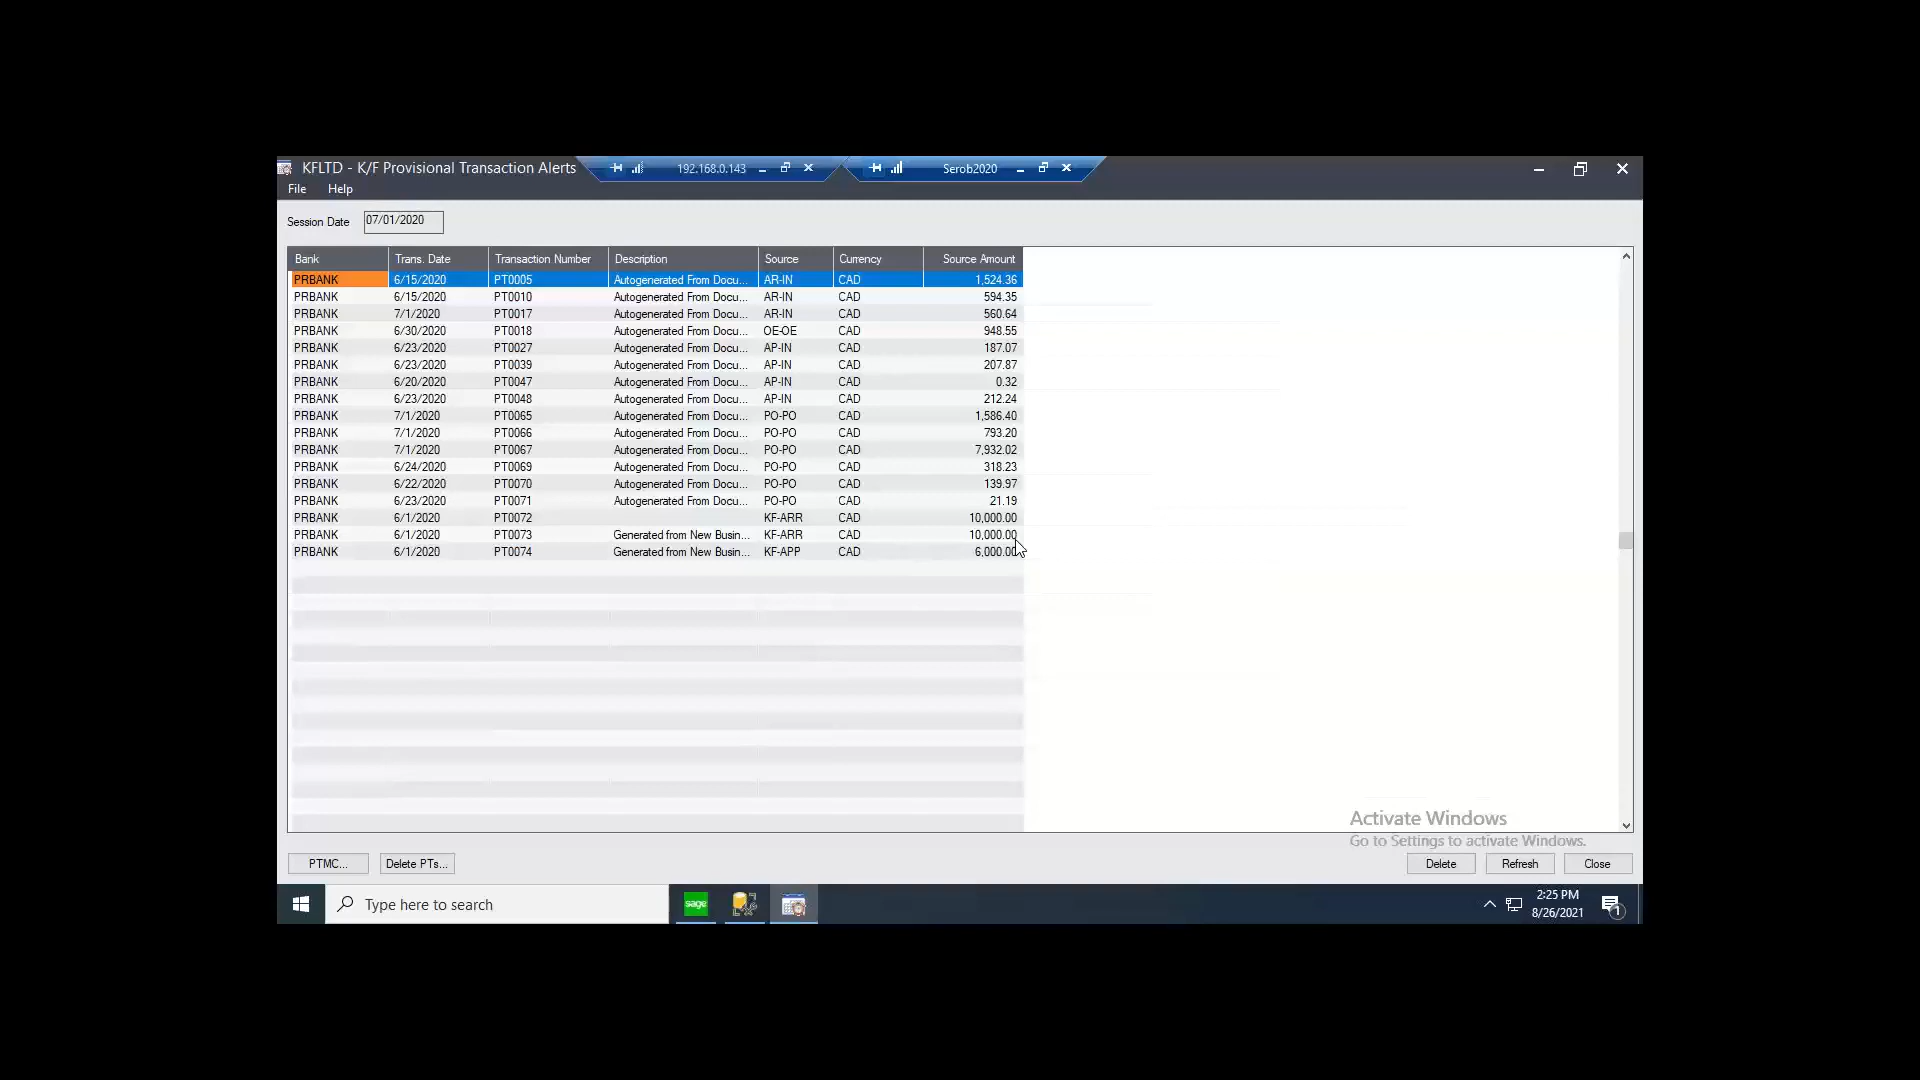 KFLTD - K/F Provisional Transaction Alerts 192.168.0.143 Serob2020
File Help
Session Date 07/01/2020
Bank Trans. Date Transaction Number Description Source Currency Source Amount
PRBANK 6/15/2020 PT0005 Autogenerated From Docu... AR-IN CAD 1,524.36
PRBANK 6/15/2020 PT0010 Autogenerated From Docu... AR-IN CAD 594.35
PRBANK 7/1/2020 PT0017 Autogenerated From Docu... AR-IN CAD 560.64
PRBANK 6/30/2020 PT0018 Autogenerated From Docu... OE-OE CAD 948.55
PRBANK 6/23/2020 PT0027 Autogenerated From Docu... AP-IN CAD 187.07
PRBANK 6/23/2020 PT0039 Autogenerated From Docu... AP-IN CAD 207.87
PRBANK 6/20/2020 PT0047 Autogenerated From Docu... AP-IN CAD 0.32
PRBANK 6/23/2020 PT0048 Autogenerated From Docu... AP-IN CAD 212.24
PRBANK 7/1/2020 PT0065 Autogenerated From Docu... PO-PO CAD 1,586.40
PRBANK 7/1/2020 PT0066 Autogenerated From Docu... PO-PO CAD 793.20
PRBANK 7/1/2020 PT0067 Autogenerated From Docu... PO-PO CAD 7,932.02
PRBANK 6/24/2020 PT0069 Autogenerated From Docu... PO-PO CAD 318.23
PRBANK 6/22/2020 PT0070 Autogenerated From Docu... PO-PO CAD 139.97
PRBANK 6/23/2020 PT0071 Autogenerated From Docu... PO-PO CAD 21.19
PRBANK 6/1/2020 PT0072 KF-ARR CAD 10,000.00
PRBANK 6/1/2020 PT0073 Generated from New Busin... KF-ARR CAD 10,000.00
PRBANK 6/1/2020 PT0074 Generated from New Busin... KF-APP CAD 6,000.00
Activate Windows
Go to Settings to activate Windows.
PTMC... Delete PTs... Delete Refresh Close
Type here to search sage 2:25 PM
8/26/2021 1